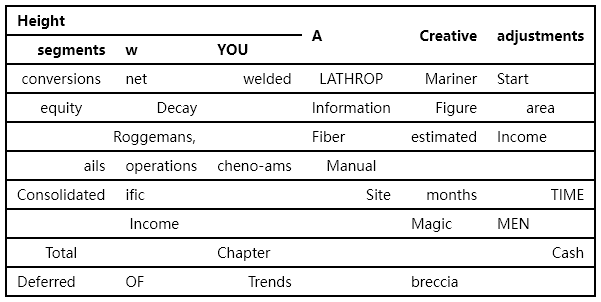 Height
A Creative adjustments
segments w YOU
conversions net welded LATHROP Mariner Start
equity Decay Information Figure area
Roggemans, Fiber estimated Income
ails operations cheno-ams Manual
Consolidated ific Site months TIME
Income Magic MEN
Total Chapter Cash
Deferred OF Trends breccia